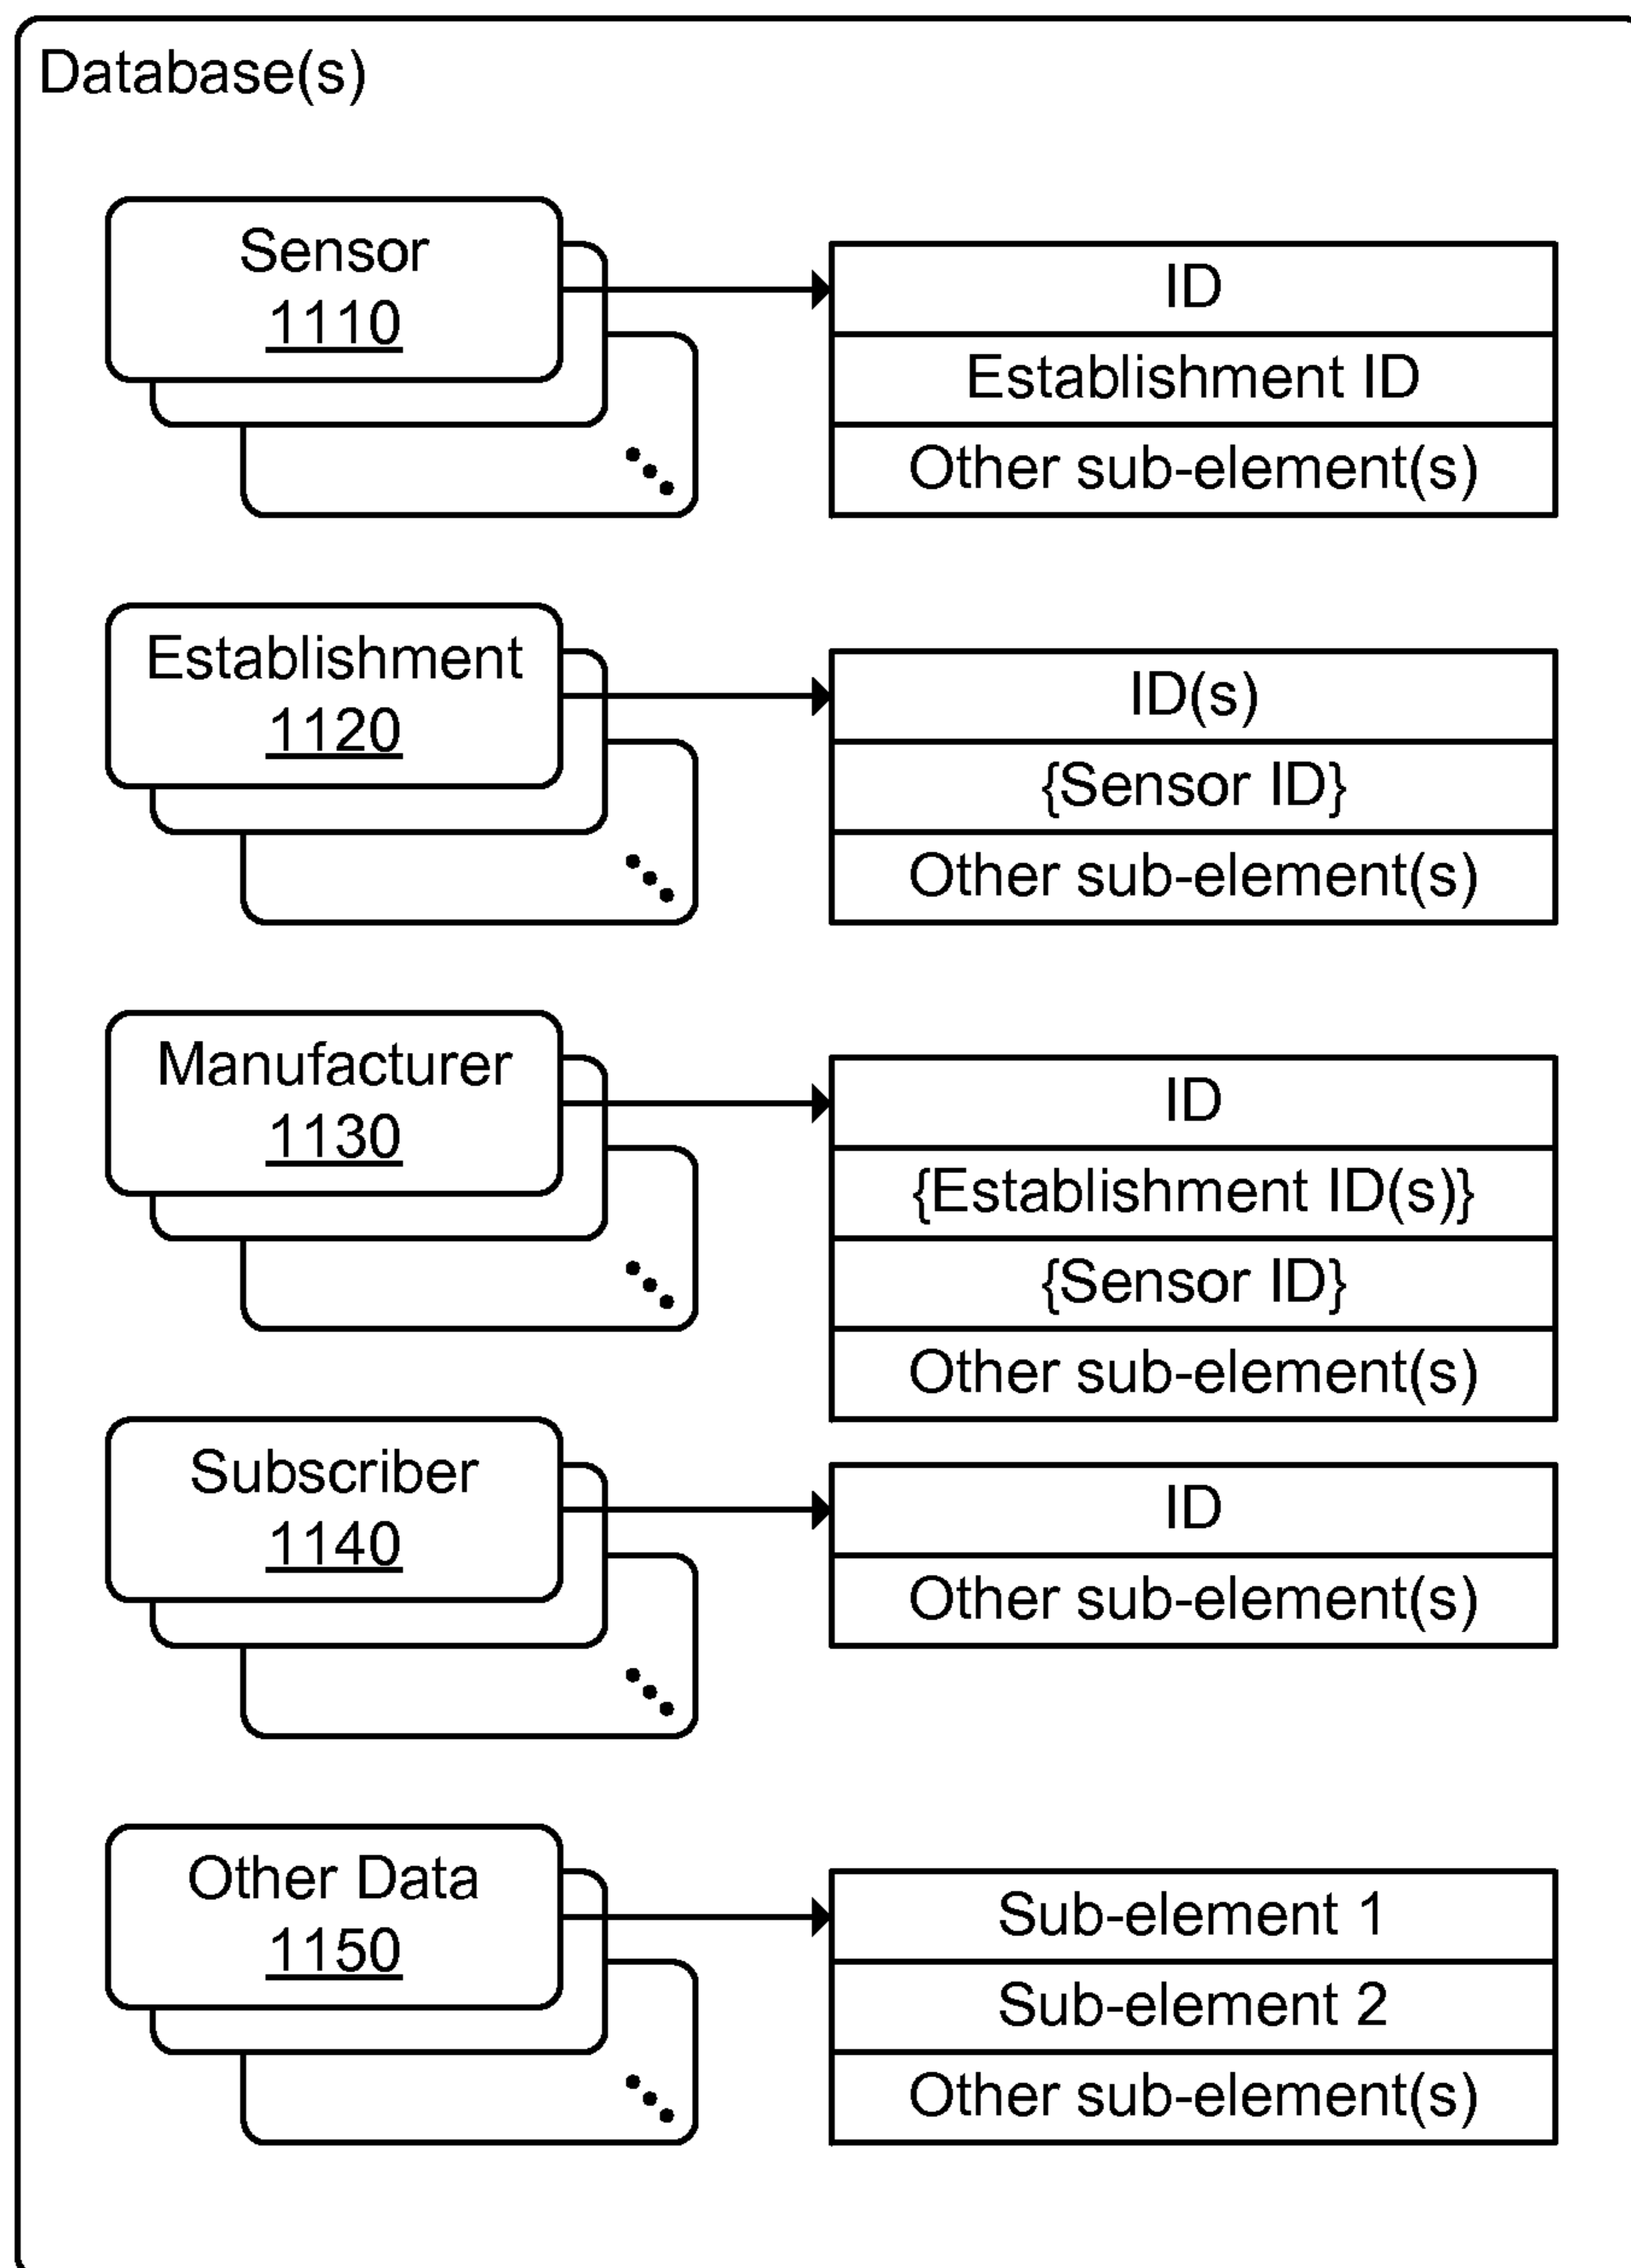 Database(s)
Sensor
1110
ID
Establishment ID
Other sub-element(s)
Establishment
1120
ID(s)
{Sensor ID}
Other sub-element(s)
Manufacturer
1130
ID
{Establishment ID(s)}
{Sensor ID}
Other sub-element(s)
Subscriber
1140
ID
Other sub-element(s)
Other Data
1150
Sub-element 1
Sub-element 2
Other sub-element(s)